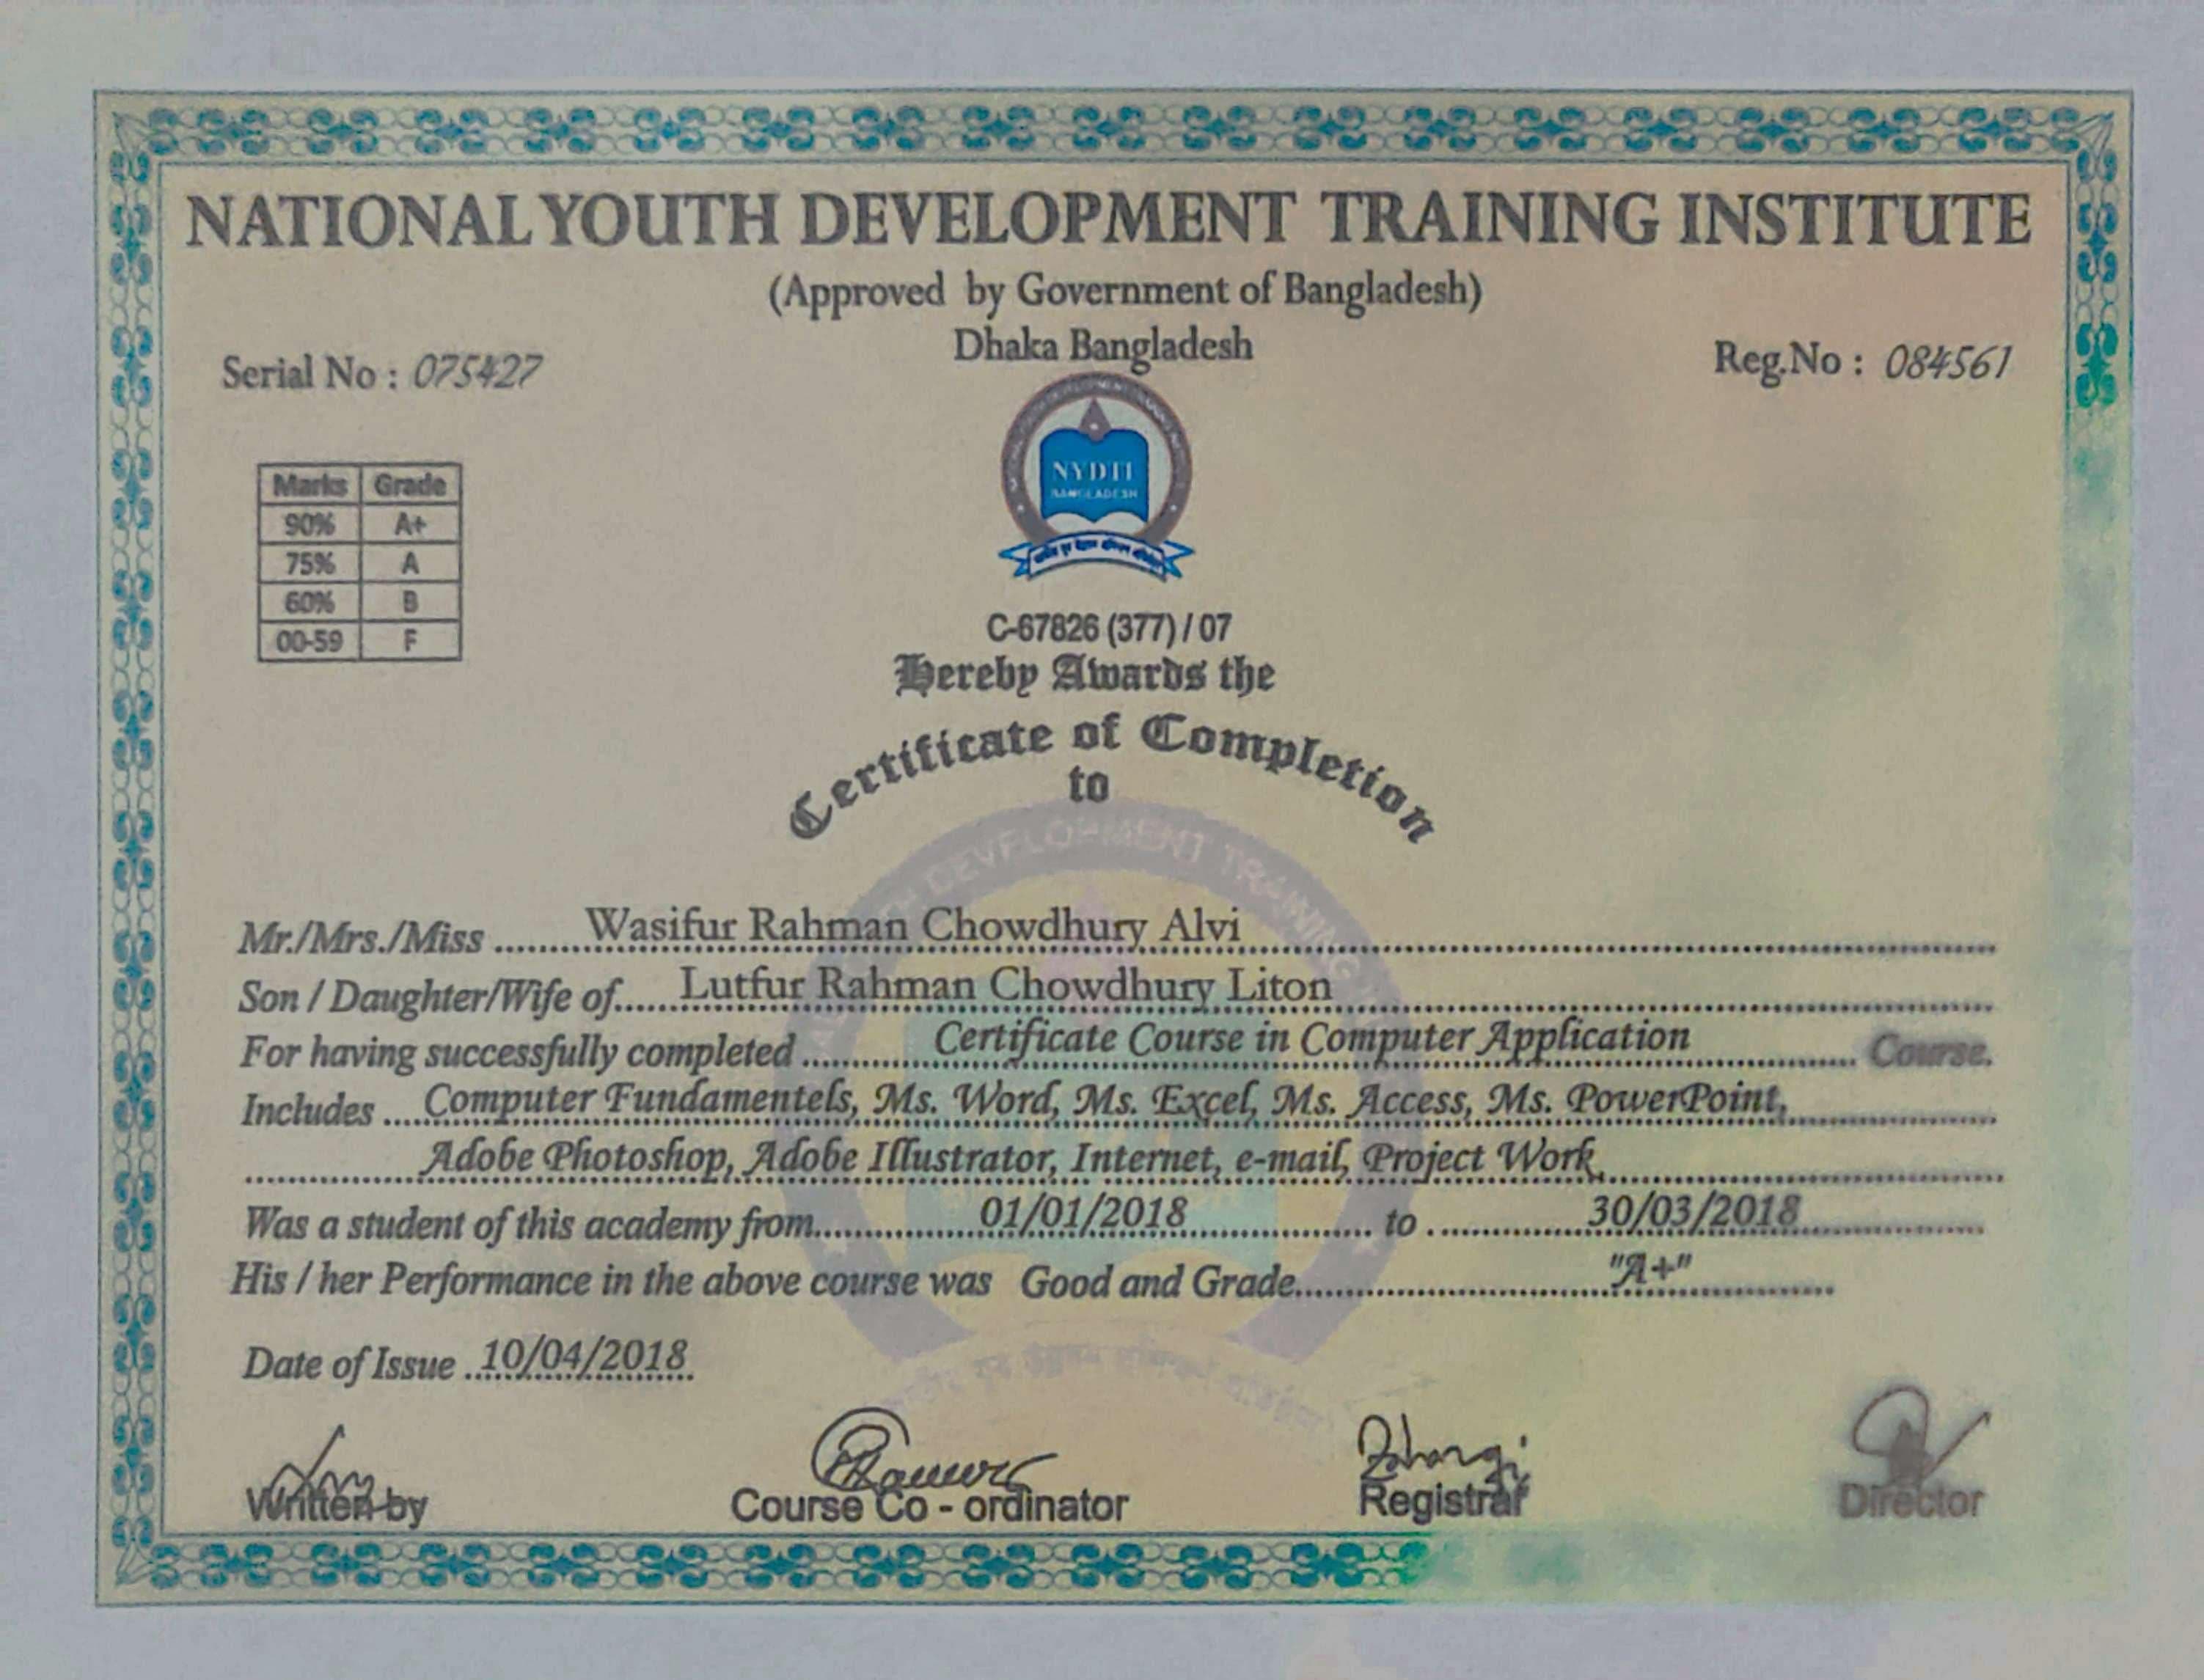 NATIONAL YOUTH DEVELOPMENT TRAINING INSTITUTE
(Approved by Government of Bangladesh)
Dhaka Bangladesh
Serial No : 075427
Reg.No : 084561
NYDTI
BANGLADESH
Marks Grade
90% A+
75% A
60% B
00-59 F
C-67826 (377) / 07
Hereby Awards the
Certificate of Completion
to
Mr./Mrs./Miss ......... Wasifur Rahman Chowdhury Alvi
Son / Daughter/Wife of...... Lutfur Rahman Chowdhury Liton
For having successfully completed ............ Certificate Course in Computer Application ............ Course.
Includes .... Computer Fundamentels, Ms. Word, Ms. Excel, Ms. Access, Ms. PowerPoint,
Adobe Photoshop, Adobe Illustrator, Internet, e-mail, Project Work,
Was a student of this academy from............ 01/01/2018 ............ to ............ 30/03/2018
His / her Performance in the above course was Good and Grade............ "A+"
Date of Issue .. 10/04/2018
Written by
Course Co - ordinator
Registrar
Director